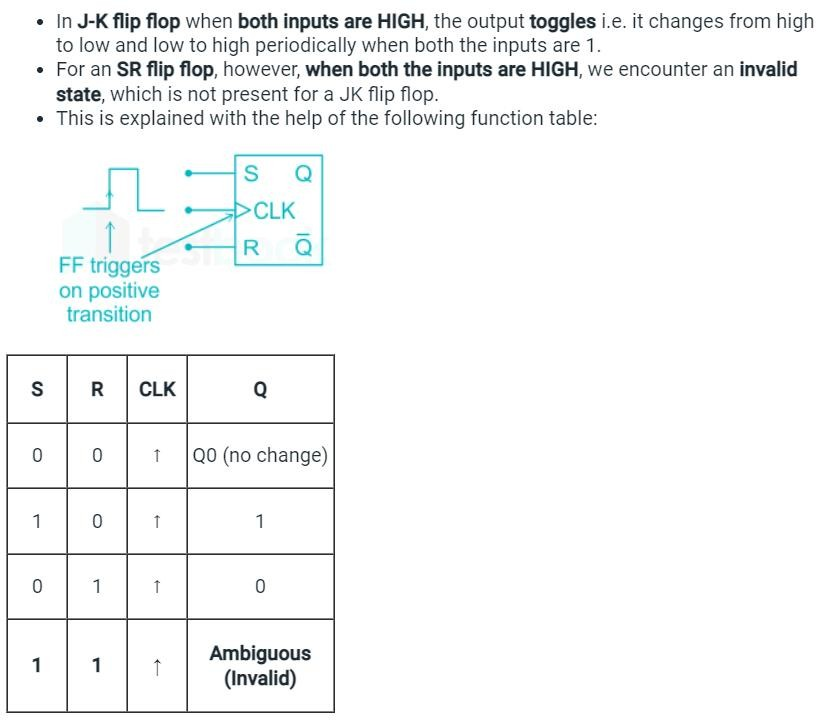 • In J-K flip flop when both inputs are HIGH, the output toggles i.e. it changes from high
to low and low to high periodically when both the inputs are 1.
• For an SR flip flop, however, when both the inputs are HIGH, we encounter an invalid
state, which is not present for a JK flip flop.
• This is explained with the help of the following function table:
S Q
CLK
R Q̅
FF triggers
on positive
transition
S R CLK Q
0 0 ↑ Q0 (no change)
1 0 ↑ 1
0 1 ↑ 0
1 1 ↑ Ambiguous
(Invalid)